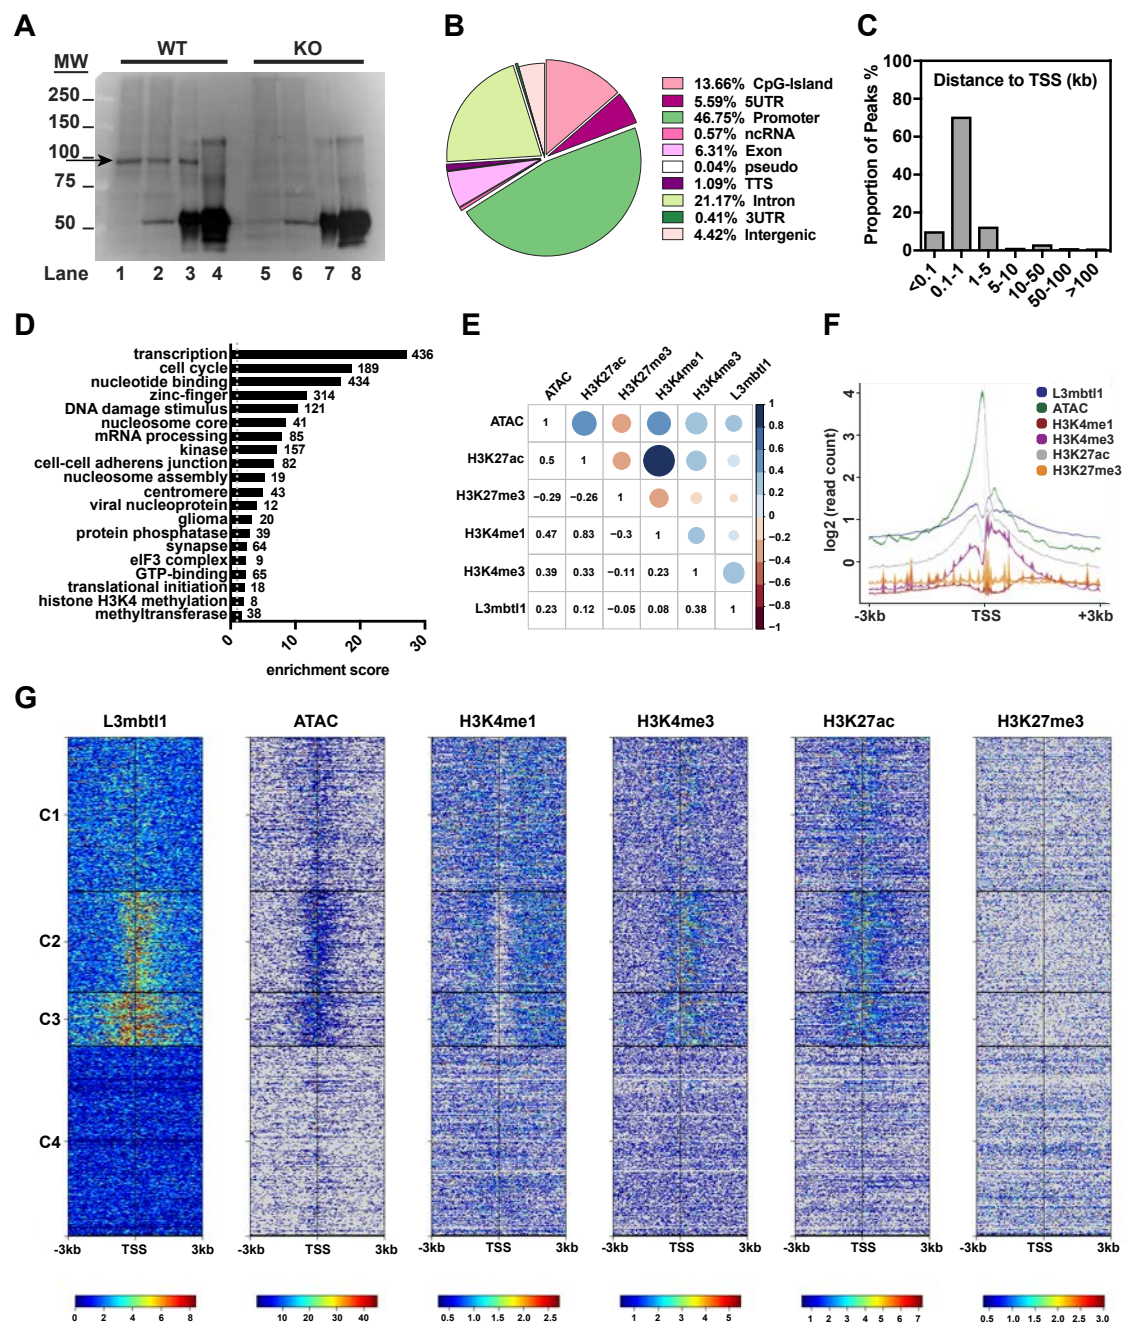 A
WT
KO
MW
250
150
100
75
50
Lane 1 2 3 4 5 6 7 8
B
13.66% CpG-Island
5.59% 5UTR
46.75% Promoter
0.57% ncRNA
6.31% Exon
0.04% pseudo
1.09% TTS
21.17% Intron
0.41% 3UTR
4.42% Intergenic
C
Distance to TSS (kb)
Proportion of Peaks %
100
80
60
40
20
0
<0.1
0.1-1
1-5
5-10
10-50
50-100
>100
D
transcription 436
cell cycle 189
nucleotide binding 434
zinc-finger 314
DNA damage stimulus 121
nucleosome core 41
mRNA processing 85
kinase 157
cell-cell adherens junction 82
nucleosome assembly 19
centromere 43
viral nucleoprotein 12
glioma 20
protein phosphatase 39
synapse 64
eIF3 complex 9
GTP-binding 65
translational initiation 18
histone H3K4 methylation 8
methyltransferase 38
0 10 20 30
enrichment score
E
ATAC H3K27ac H3K27me3 H3K4me1 H3K4me3 L3mbtl1
ATAC 1
H3K27ac 0.5 1
H3K27me3 −0.29 −0.26 1
H3K4me1 0.47 0.83 −0.3 1
H3K4me3 0.39 0.33 −0.11 0.23 1
L3mbtl1 0.23 0.12 −0.05 0.08 0.38 1
1
0.8
0.6
0.4
0.2
0
−0.2
−0.4
−0.6
−0.8
−1
F
L3mbtl1
ATAC
H3K4me1
H3K4me3
H3K27ac
H3K27me3
log2 (read count)
4
3
2
1
0
-3kb TSS +3kb
G
L3mbtl1 ATAC H3K4me1 H3K4me3 H3K27ac H3K27me3
C1
C2
C3
C4
-3kb TSS 3kb -3kb TSS 3kb -3kb TSS 3kb -3kb TSS 3kb -3kb TSS 3kb -3kb TSS 3kb
0 2 4 6 8 10 20 30 40 0.5 1.0 1.5 2.0 2.5 1 2 3 4 5 1 2 3 4 5 6 7 0.5 1.0 1.5 2.0 2.5 3.0